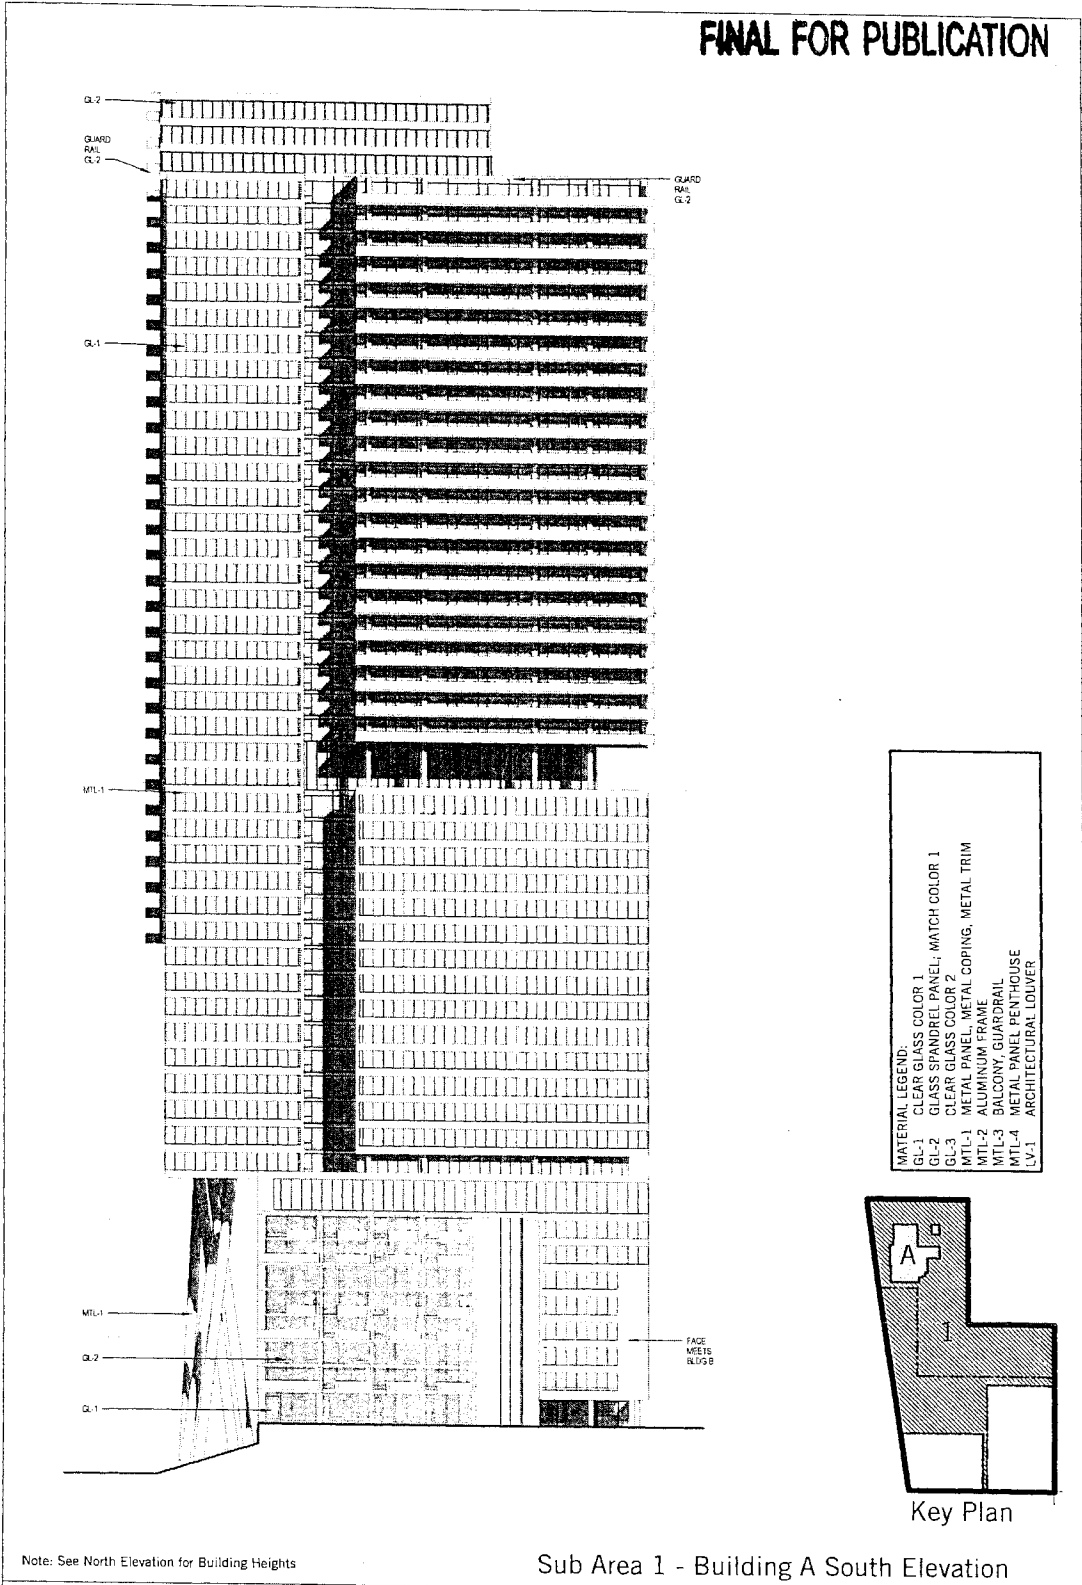 FINAL FOR PUBLICATION
GL-2
GUARD
RAIL
GL-2
GUARD
RAIL
GL-2
GL-1
MTL-1
MTL-1
GL-2
GL-1
FACE
MEETS
BLDG B
MATERIAL LEGEND:
GL-1 CLEAR GLASS COLOR 1
GL-2 GLASS SPANDREL PANEL; MATCH COLOR 1
GL-3 CLEAR GLASS COLOR 2
MTL-1 METAL PANEL, METAL COPING, METAL TRIM
MTL-2 ALUMINUM FRAME
MTL-3 BALCONY, GUARDRAIL
MTL-4 METAL PANEL PENTHOUSE
LV-1 ARCHITECTURAL LOUVER
A
1
Key Plan
Note: See North Elevation for Building Heights
Sub Area 1 - Building A South Elevation